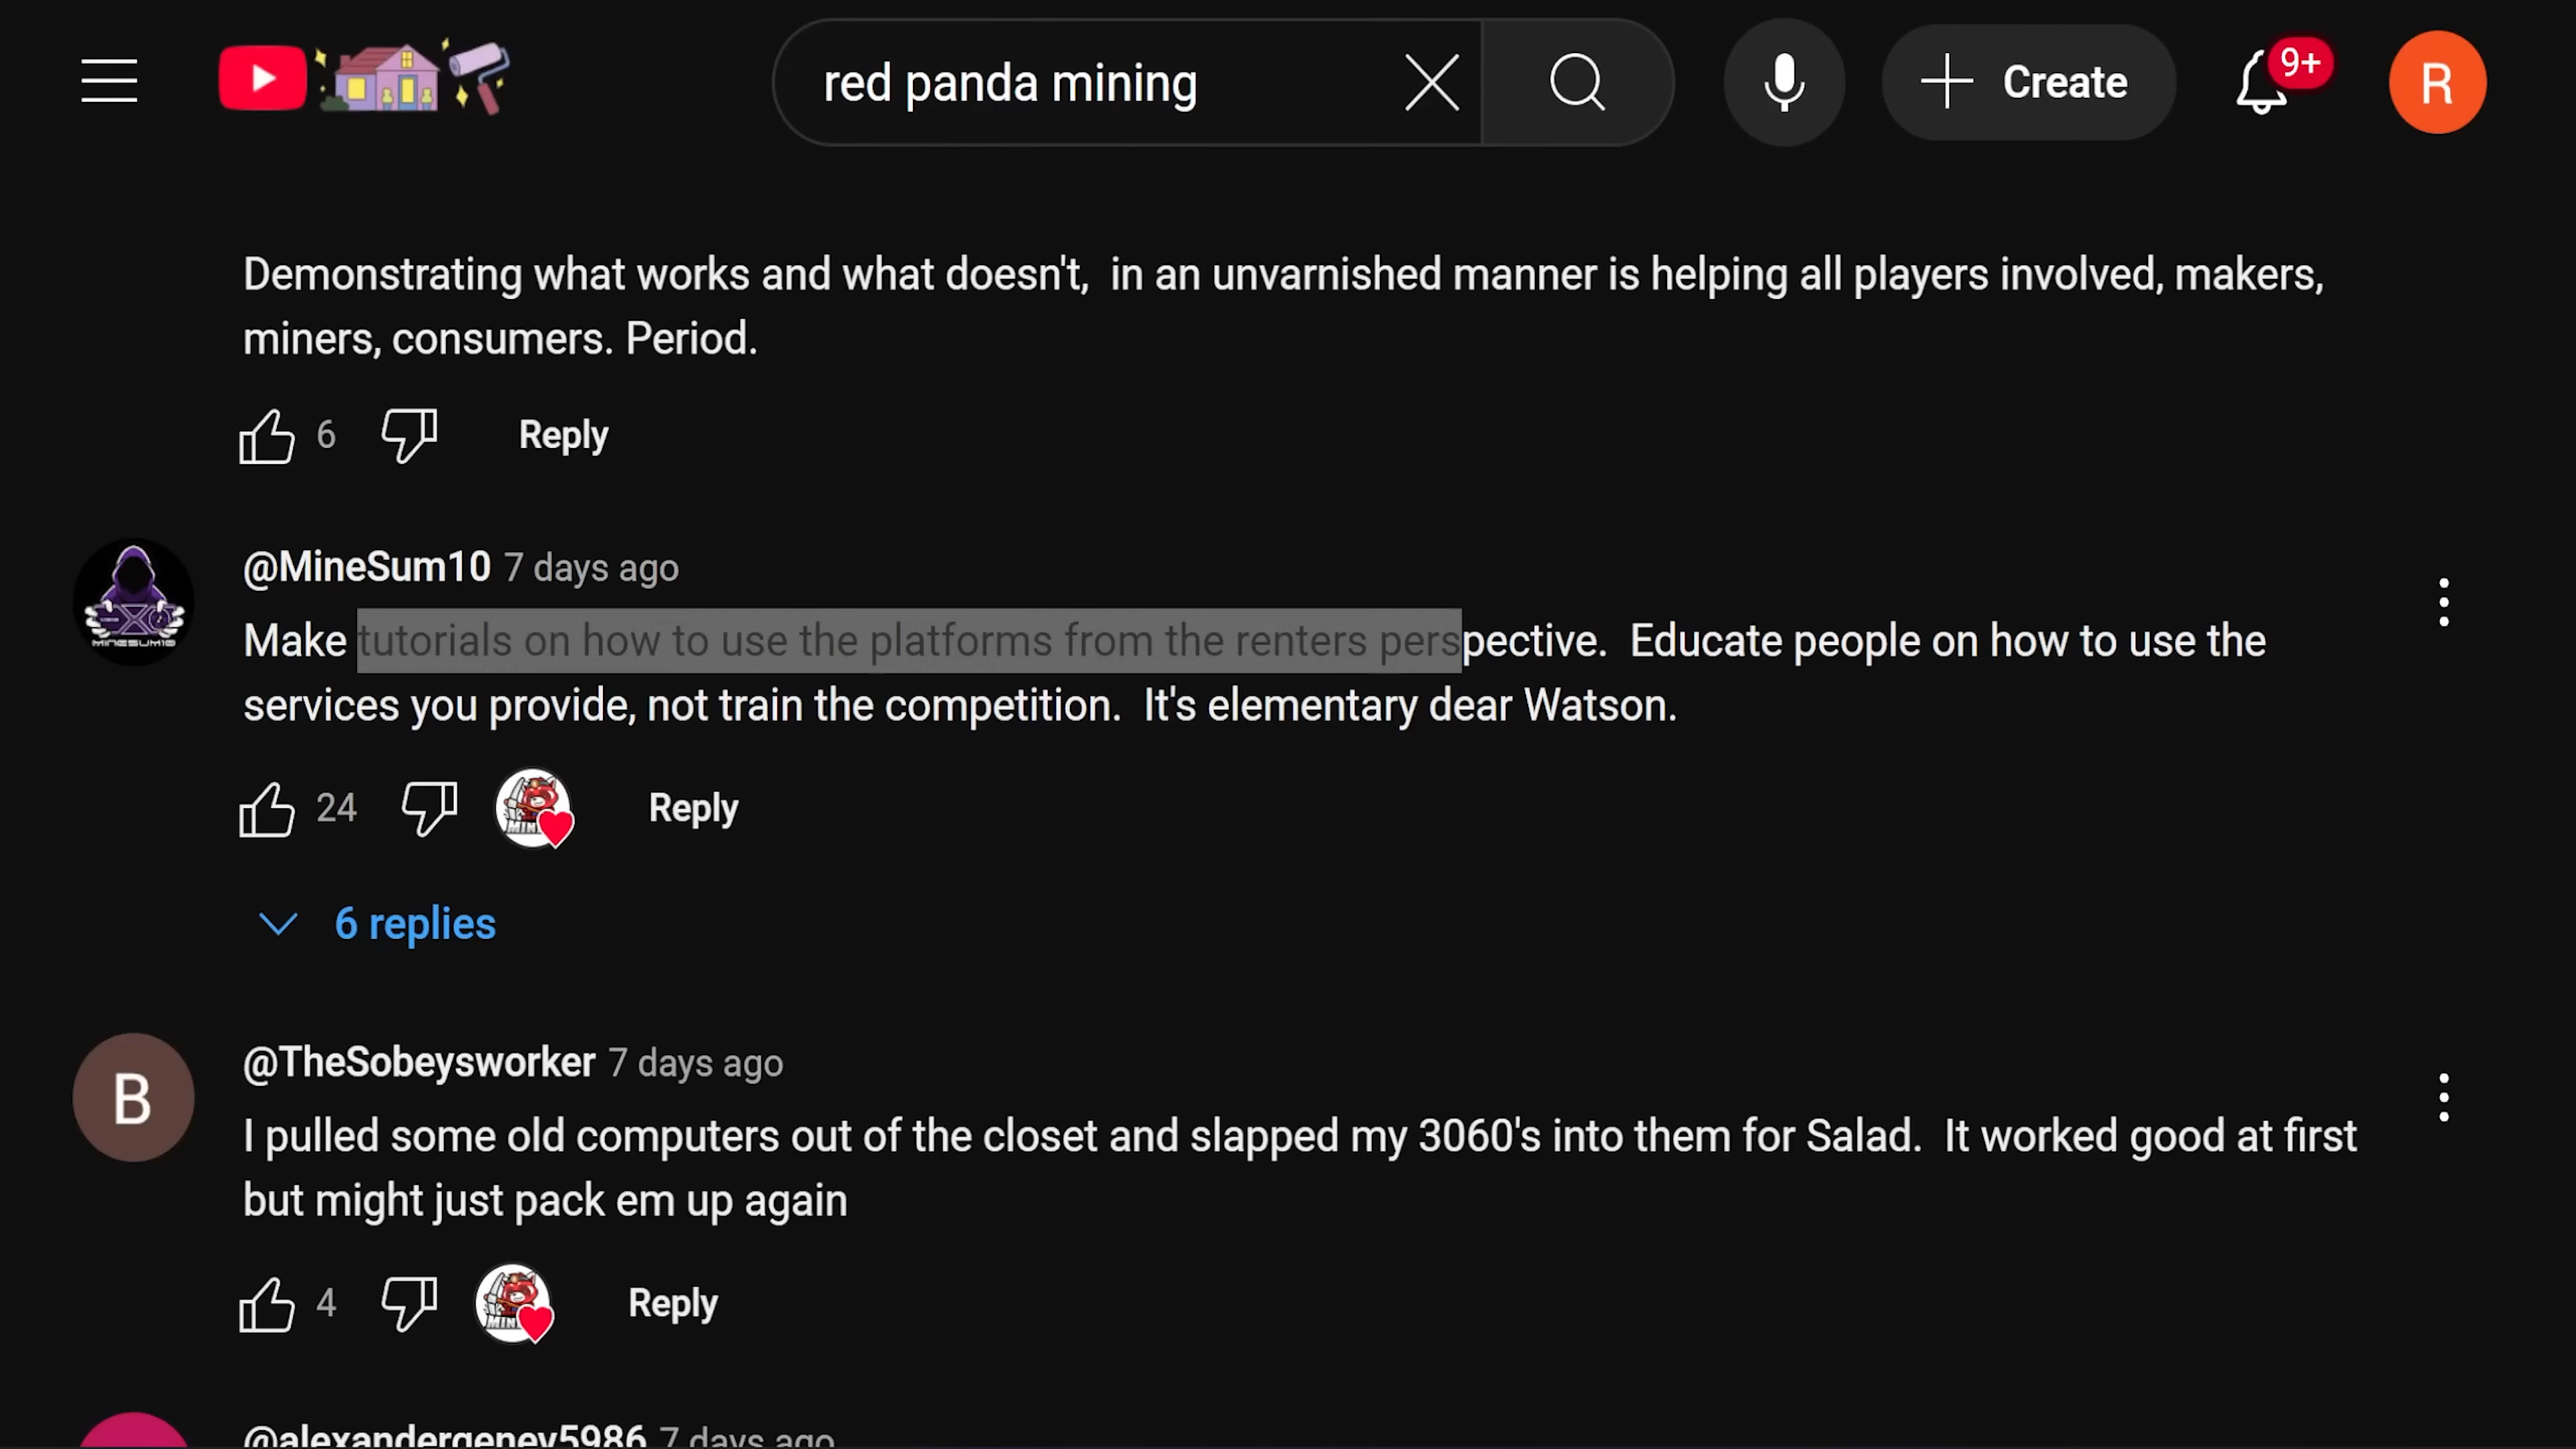 red panda mining
Create
9+
R
Demonstrating what works and what doesn't,  in an unvarnished manner is helping all players involved, makers,
miners, consumers. Period.
6
Reply
@MineSum10 7 days ago
Make tutorials on how to use the platforms from the renters perspective.  Educate people on how to use the
services you provide, not train the competition.  It's elementary dear Watson.
MINESUM10
24
Reply
6 replies
B
@TheSobeysworker 7 days ago
I pulled some old computers out of the closet and slapped my 3060's into them for Salad.  It worked good at first
but might just pack em up again
4
Reply
@alexandergenev5986 7 days ago